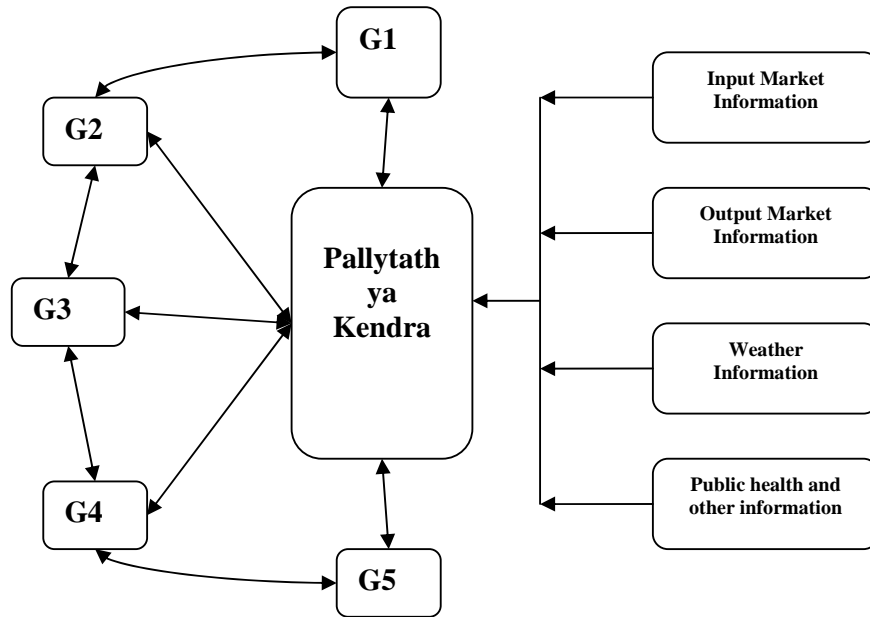 G1
G2
G3
G4
G5
Pallytath
ya
Kendra
Input Market
Information
Output Market
Information
Weather
Information
Public health and
other information